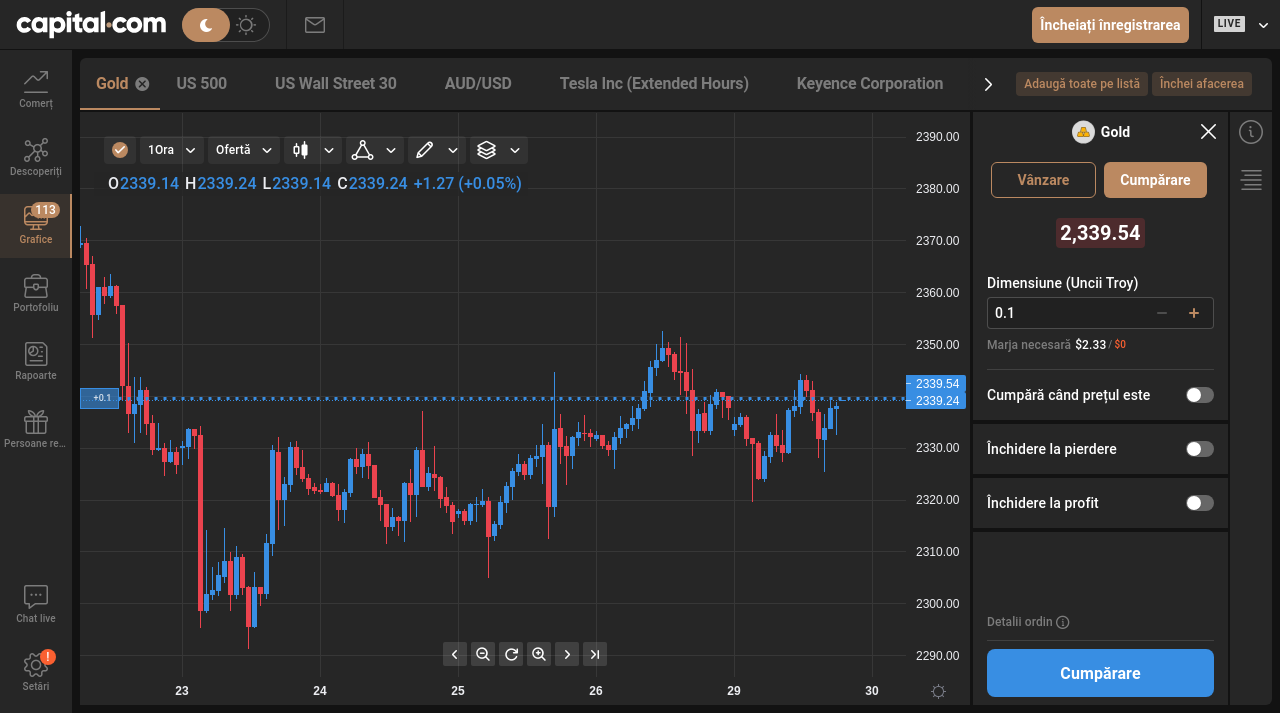 capital.com
Încheiați înregistrarea
LIVE
Comerț
Descoperiți
113
Grafice
Portofoliu
Rapoarte
Persoane re...
Chat live
!
Setări
Gold
US 500
US Wall Street 30
AUD/USD
Tesla Inc (Extended Hours)
Keyence Corporation
Adaugă toate pe listă
Închei afacerea
1Ora
Ofertă
O2339.14 H2339.24 L2339.14 C2339.24 +1.27 (+0.05%)
+0.1
2390.00
2380.00
2370.00
2360.00
2350.00
2339.54
2339.24
2330.00
2320.00
2310.00
2300.00
2290.00
23
24
25
26
29
30
Gold
Vânzare
Cumpărare
2,339.54
Dimensiune (Uncii Troy)
0.1
Marja necesară $2.33 / $0
Cumpără când prețul este
Închidere la pierdere
Închidere la profit
Detalii ordin
Cumpărare